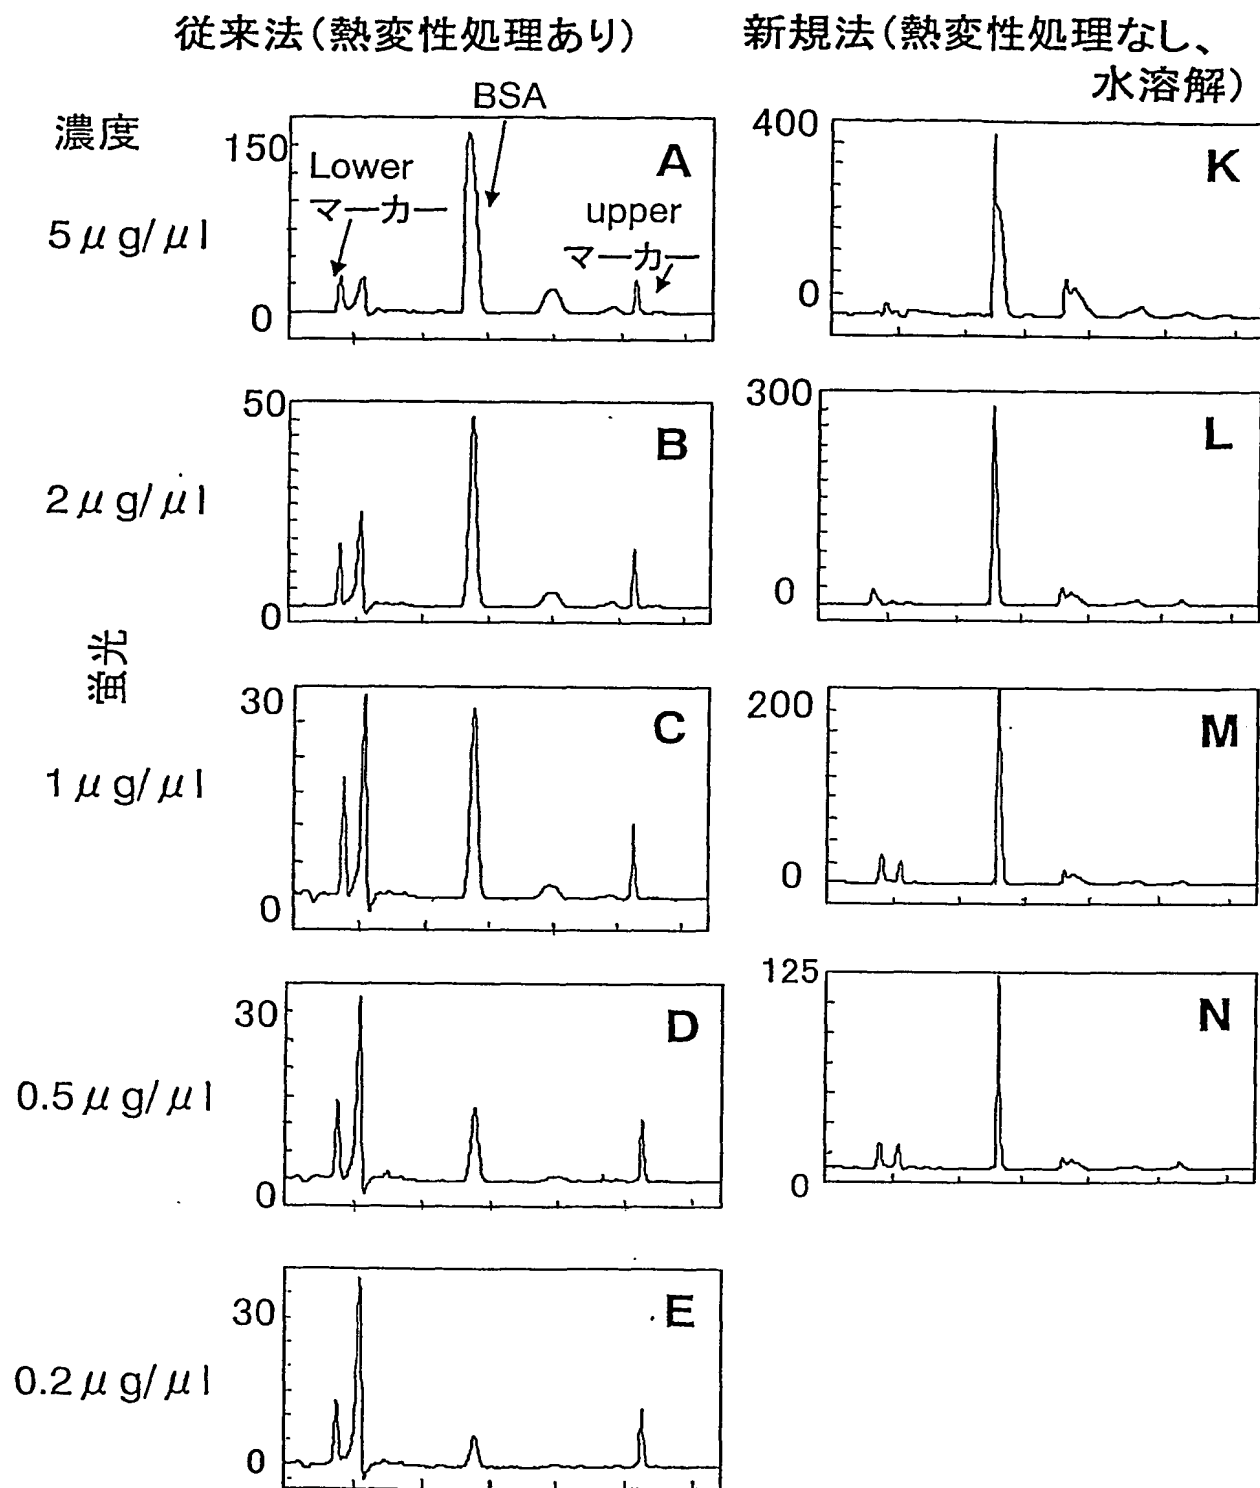 従来法（熱変性処理あり）
新規法（熱変性処理なし、
水溶解）
濃度
蛍光
5μg/μl
BSA
Lower
マーカー
upper
マーカー
150
0
A
400
0
K
2μg/μl
50
0
B
300
0
L
1μg/μl
30
0
C
200
0
M
0.5μg/μl
30
0
D
125
0
N
0.2μg/μl
30
0
E